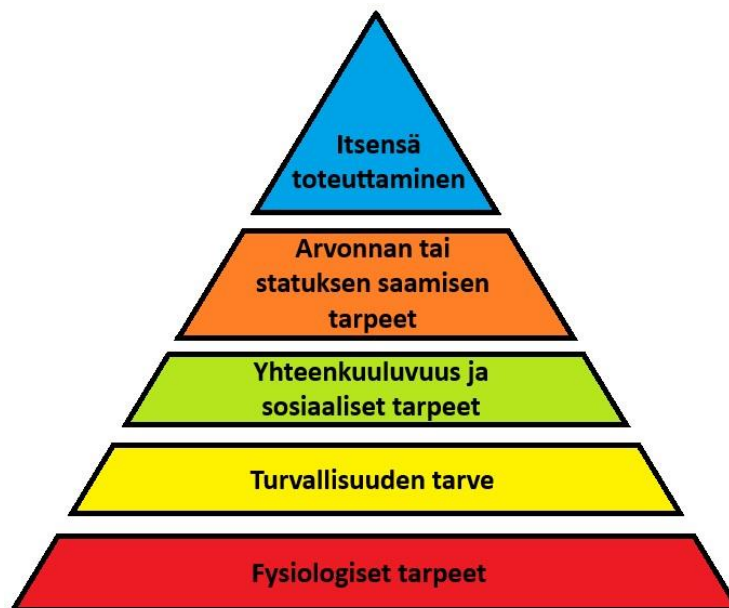 Itsensä
toteuttaminen
Arvonnan tai
statuksen saamisen
tarpeet
Yhteenkuuluvuus ja
sosiaaliset tarpeet
Turvallisuuden tarve
Fysiologiset tarpeet